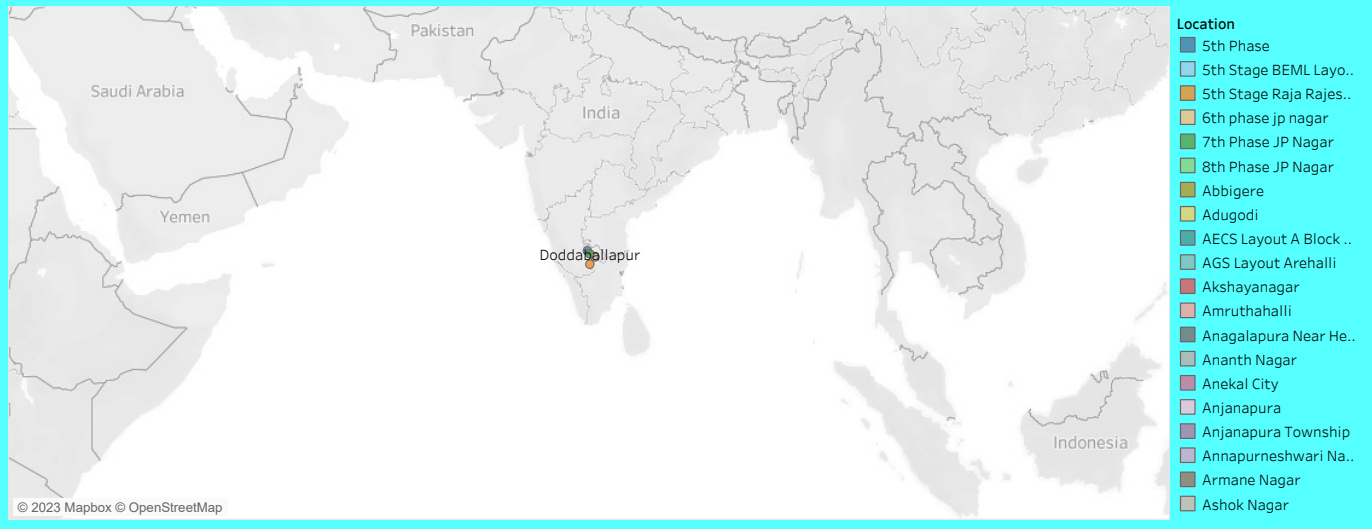 Pakistan
Saudi Arabia
India
Yemen
Doddaballapur
Indonesia
© 2023 Mapbox © OpenStreetMap
Location
5th Phase
5th Stage BEML Layo..
5th Stage Raja Rajes..
6th phase jp nagar
7th Phase JP Nagar
8th Phase JP Nagar
Abbigere
Adugodi
AECS Layout A Block ..
AGS Layout Arehalli
Akshayanagar
Amruthahalli
Anagalapura Near He..
Ananth Nagar
Anekal City
Anjanapura
Anjanapura Township
Annapurneshwari Na..
Armane Nagar
Ashok Nagar